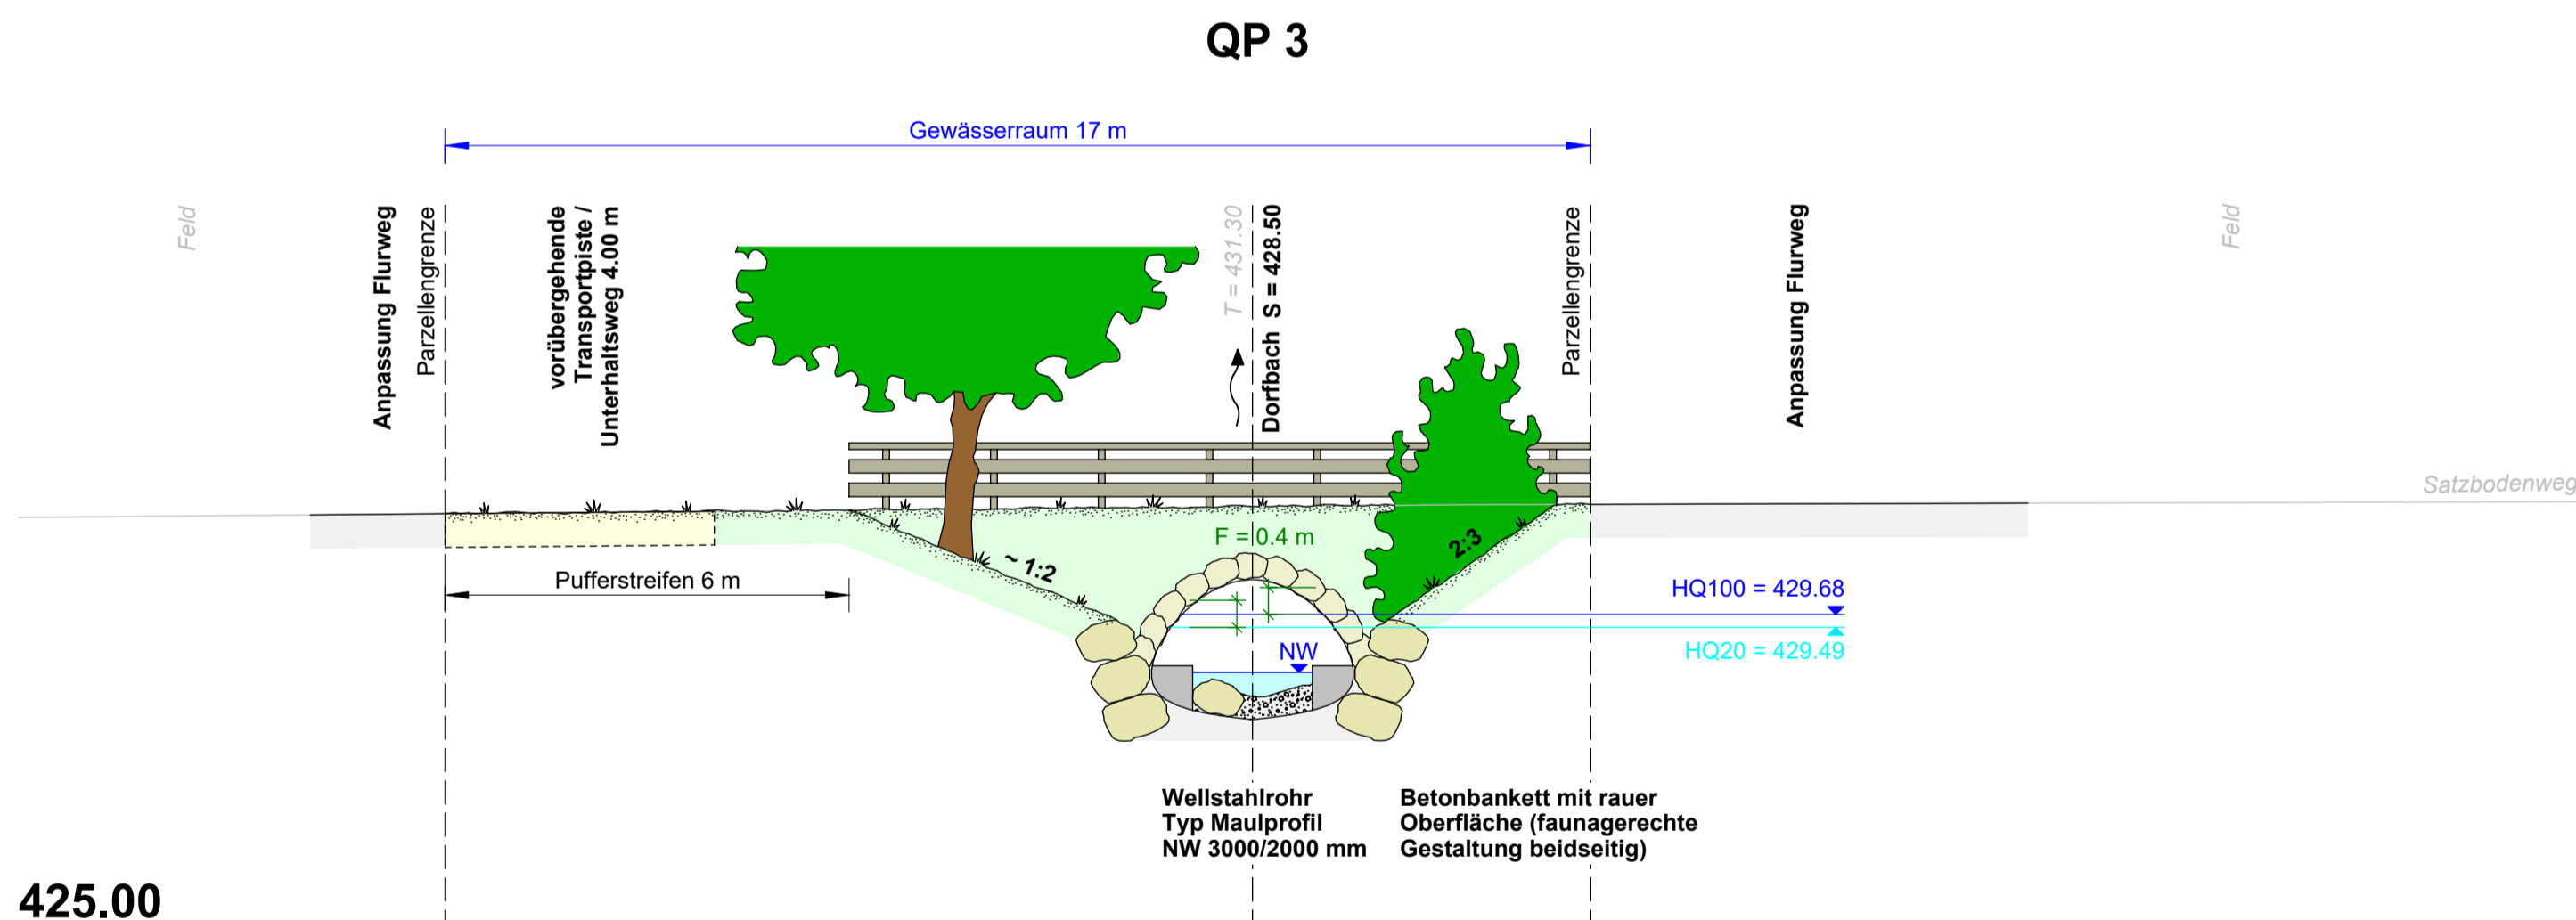 QP 3
Gewässerraum 17 m
Feld
Anpassung Flurweg
Parzellengrenze
vorübergehende
Transportpiste /
Unterhaltsweg 4.00 m
T = 431.30
Dorfbach S = 428.50
Parzellengrenze
Anpassung Flurweg
Feld
Satzbodenweg
F = 0.4 m
~ 1:2
2:3
Pufferstreifen 6 m
HQ100 = 429.68
NW
HQ20 = 429.49
Wellstahlrohr
Typ Maulprofil
NW 3000/2000 mm
Betonbankett mit rauer
Oberfläche (faunagerechte
Gestaltung beidseitig)
425.00